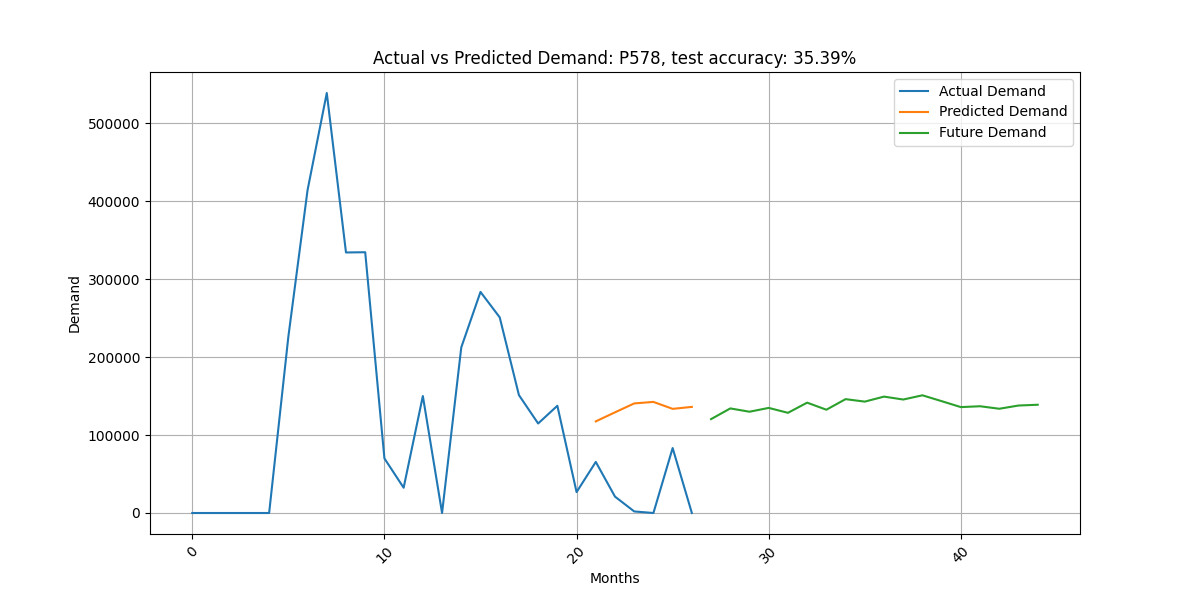 Actual vs Predicted Demand: P578, test accuracy: 35.39%
Actual Demand
Predicted Demand
Future Demand
500000
400000
300000
200000
100000
0
Demand
0
10
20
30
40
Months